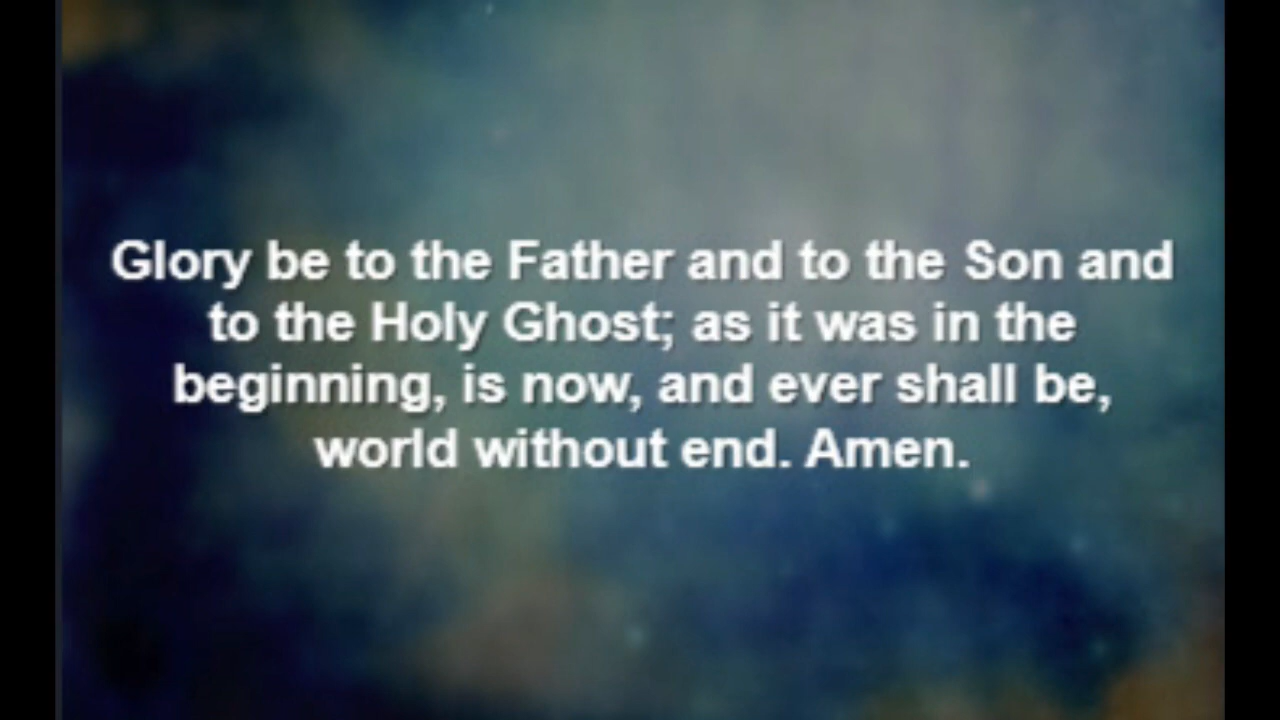 Glory be to the Father and to the Son and
to the Holy Ghost; as it was in the
beginning, is now, and ever shall be,
world without end. Amen.